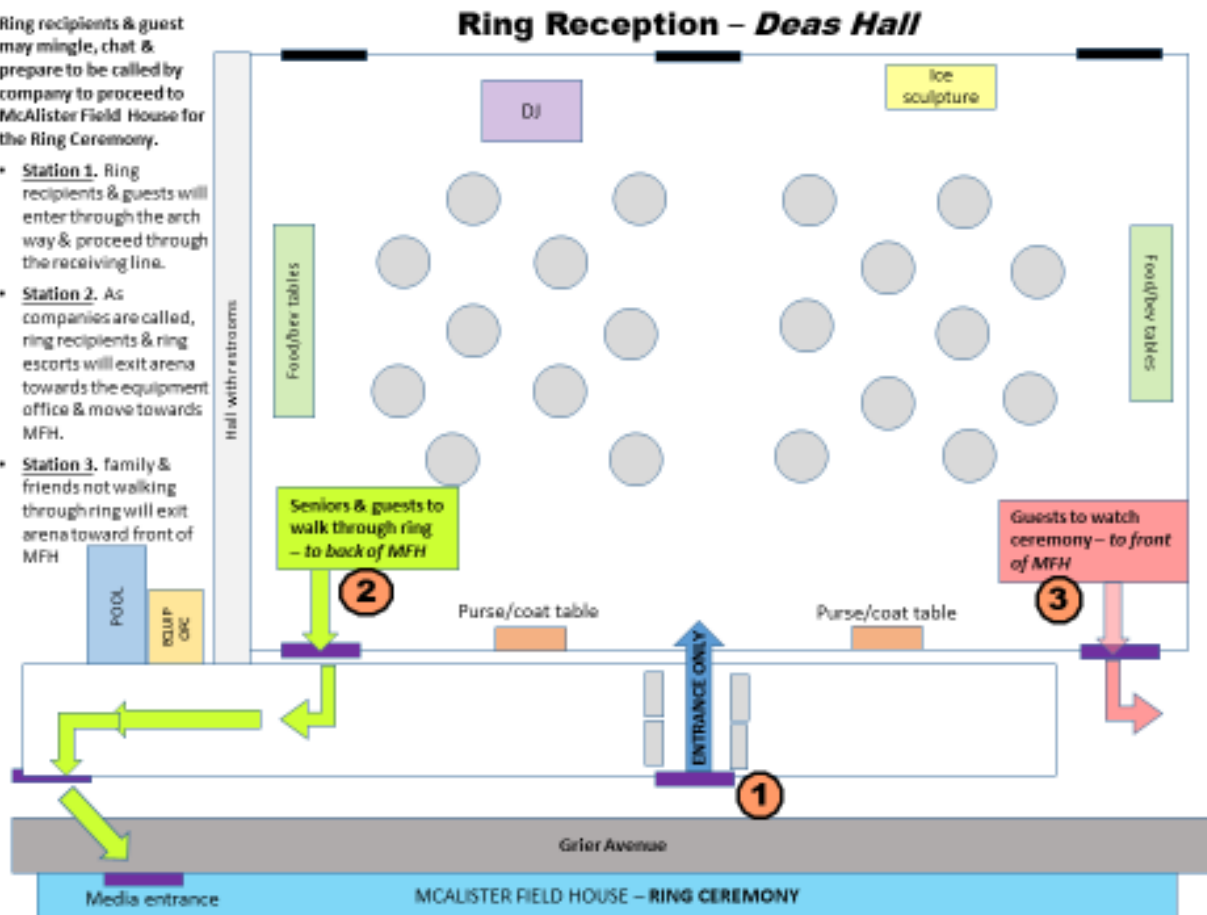 Ring Reception – Deas Hall
Ring recipients & guest
may mingle, chat &
prepare to be called by
company to proceed to
McAlister Field House for
the Ring Ceremony.
• Station 1. Ring
recipients & guests will
enter through the arch
way & proceed through
the receiving line.
• Station 2. As
companies are called,
ring recipients & ring
escorts will exit arena
towards the equipment
office & move towards
MFH.
• Station 3. family &
friends not walking
through ring will exit
arena toward front of
MFH
DJ
Ice
sculpture
Hall with restrooms
Food/bev tables
Food/bev tables
Seniors & guests to
walk through ring
– to back of MFH
2
Guests to watch
ceremony – to front
of MFH
3
POOL
EQUIP
OFC
Purse/coat table
Purse/coat table
ENTRANCE ONLY
1
Grier Avenue
Media entrance
MCALISTER FIELD HOUSE – RING CEREMONY